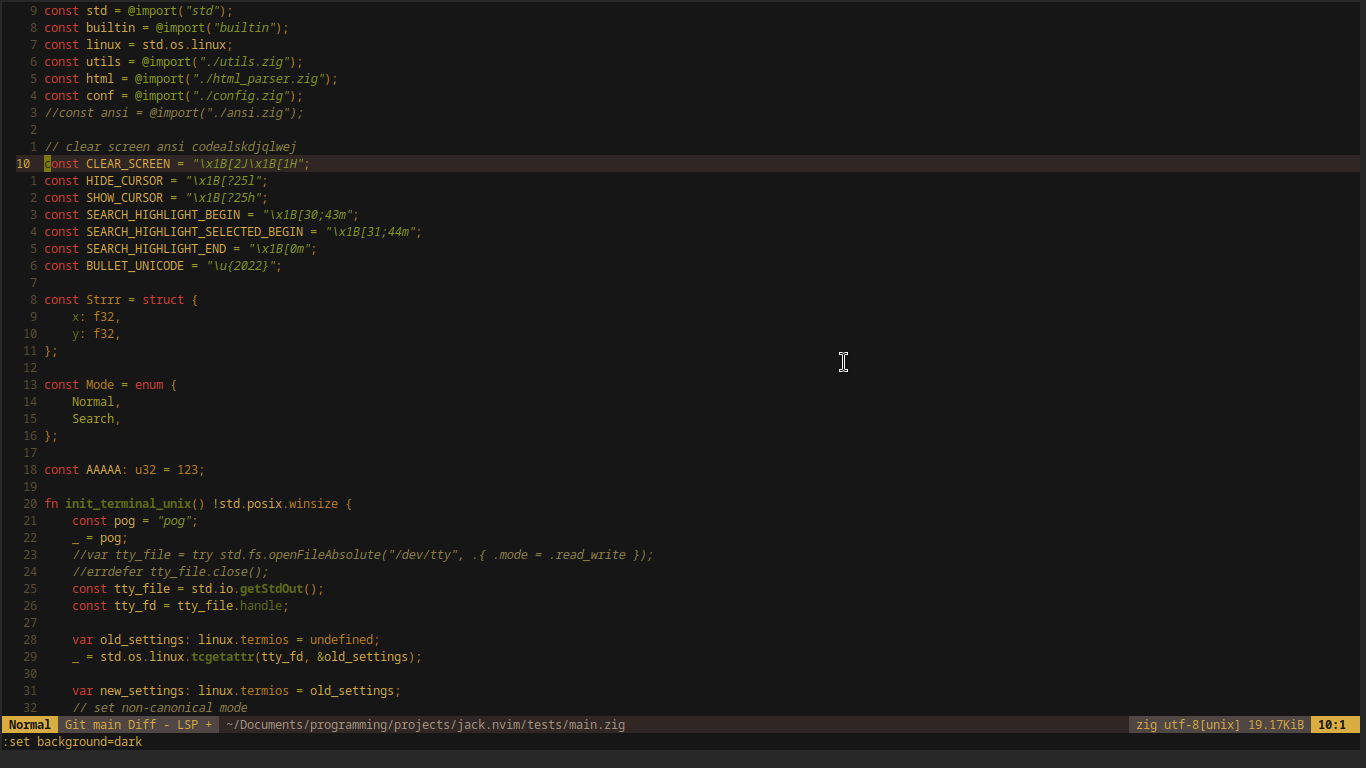 9 const std = @import("std");
8 const builtin = @import("builtin");
7 const linux = std.os.linux;
6 const utils = @import("./utils.zig");
5 const html = @import("./html_parser.zig");
4 const conf = @import("./config.zig");
3 //const ansi = @import("./ansi.zig");
2
1 // clear screen ansi codealskdjqlwej
10 const CLEAR_SCREEN = "\x1B[2J\x1B[1H";
1 const HIDE_CURSOR = "\x1B[?25l";
2 const SHOW_CURSOR = "\x1B[?25h";
3 const SEARCH_HIGHLIGHT_BEGIN = "\x1B[30;43m";
4 const SEARCH_HIGHLIGHT_SELECTED_BEGIN = "\x1B[31;44m";
5 const SEARCH_HIGHLIGHT_END = "\x1B[0m";
6 const BULLET_UNICODE = "\u{2022}";
7
8 const Strrr = struct {
9     x: f32,
10     y: f32,
11 };
12
13 const Mode = enum {
14     Normal,
15     Search,
16 };
17
18 const AAAAA: u32 = 123;
19
20 fn init_terminal_unix() !std.posix.winsize {
21     const pog = "pog";
22     _ = pog;
23     //var tty_file = try std.fs.openFileAbsolute("/dev/tty", .{ .mode = .read_write });
24     //errdefer tty_file.close();
25     const tty_file = std.io.getStdOut();
26     const tty_fd = tty_file.handle;
27
28     var old_settings: linux.termios = undefined;
29     _ = std.os.linux.tcgetattr(tty_fd, &old_settings);
30
31     var new_settings: linux.termios = old_settings;
32     // set non-canonical mode
Normal Git main Diff - LSP + ~/Documents/programming/projects/jack.nvim/tests/main.zig zig utf-8[unix] 19.17KiB 10:1
:set background=dark